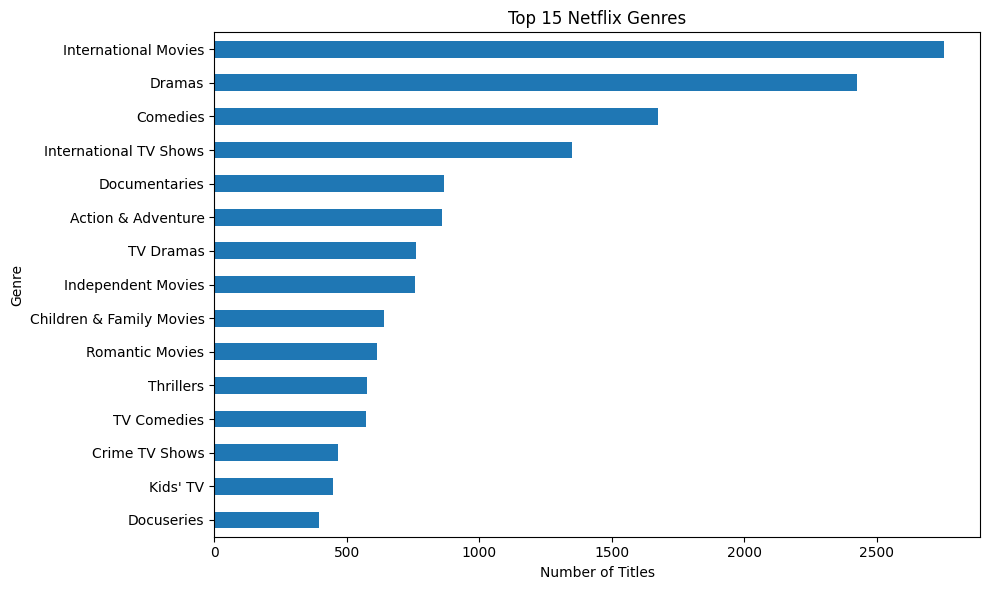 Top 15 Netflix Genres
Genre
International Movies
Dramas
Comedies
International TV Shows
Documentaries
Action & Adventure
TV Dramas
Independent Movies
Children & Family Movies
Romantic Movies
Thrillers
TV Comedies
Crime TV Shows
Kids' TV
Docuseries
0 500 1000 1500 2000 2500
Number of Titles